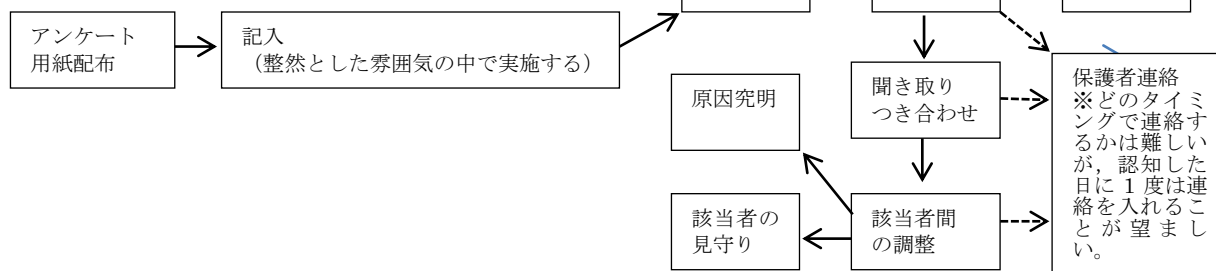 アンケート
用紙配布
記入
（整然とした雰囲気の中で実施する）
原因究明
聞き取り
つき合わせ
該当者の
見守り
該当者間
の調整
保護者連絡
※どのタイミ
ングで連絡す
るかは難しい
が，認知した
日に 1 度は連
絡を入れるこ
とが望まし
い。